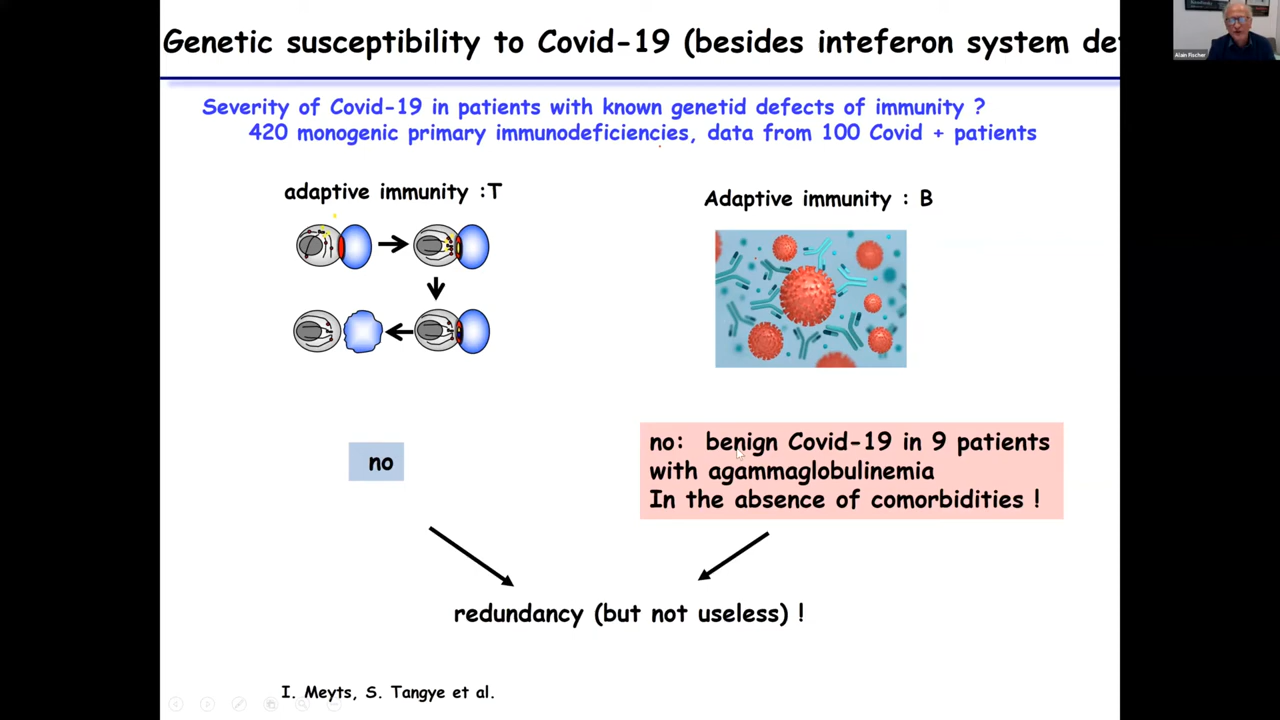 Genetic susceptibility to Covid-19 (besides inteferon system de
Severity of Covid-19 in patients with known genetid defects of immunity ?
420 monogenic primary immunodeficiencies, data from 100 Covid + patients
adaptive immunity :T
Adaptive immunity : B
no
no: benign Covid-19 in 9 patients
with agammaglobulinemia
In the absence of comorbidities !
redundancy (but not useless) !
I. Meyts, S. Tangye et al.
Alain Fischer